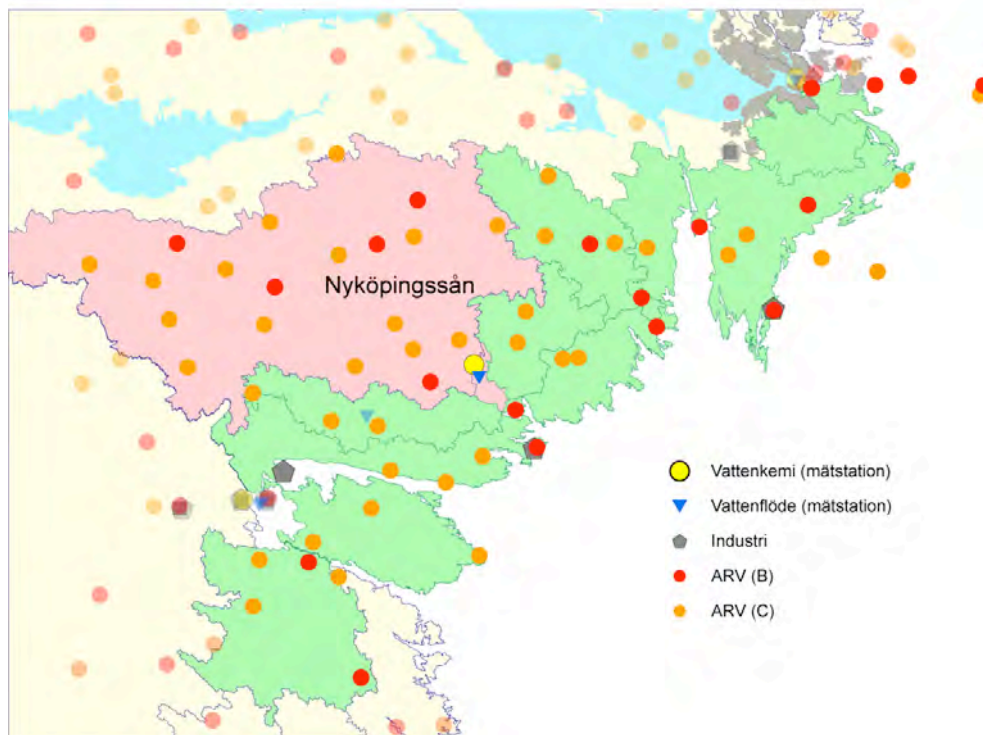 Nyköpingssån
Vattenkemi (mätstation)
Vattenflöde (mätstation)
Industri
ARV (B)
ARV (C)